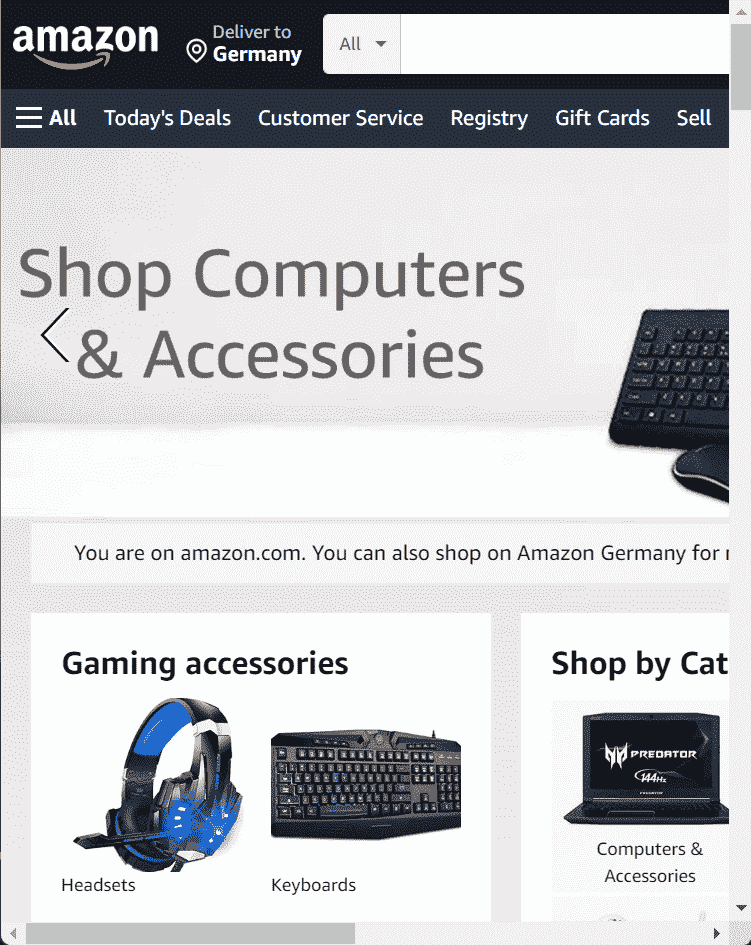 amazon
Deliver to
Germany
All
All
Today's Deals
Customer Service
Registry
Gift Cards
Sell
Shop Computers
& Accessories
You are on amazon.com. You can also shop on Amazon Germany for
Gaming accessories
Shop by Cat
PREDATOR
144Hz
PREDATOR
Headsets
Keyboards
Computers &
Accessories